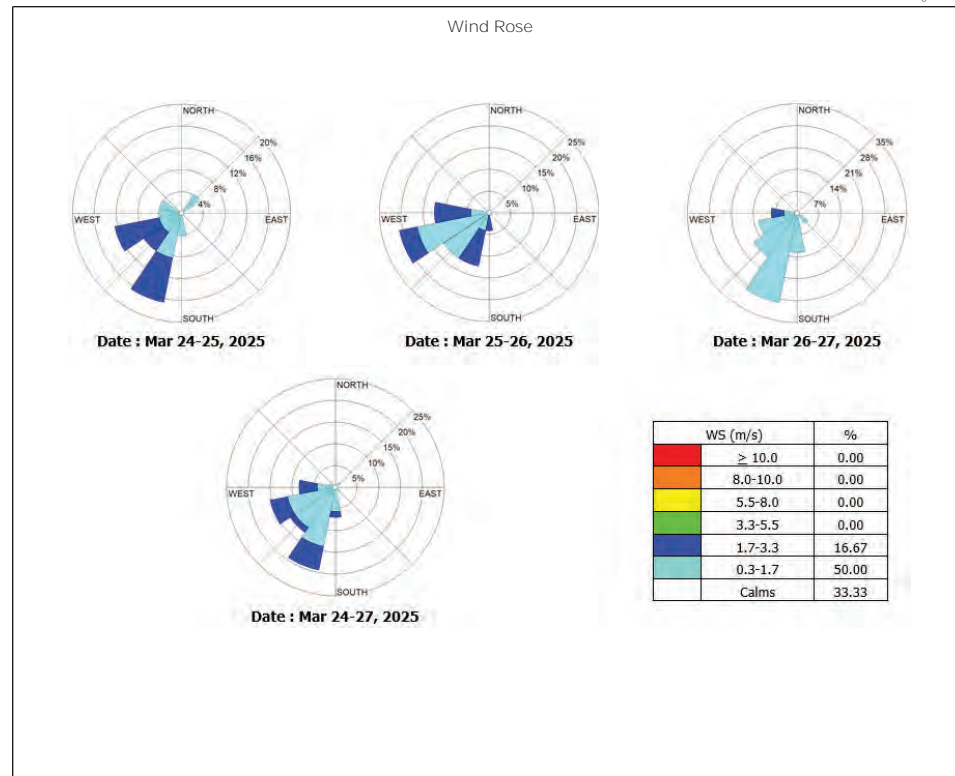 Wind Rose
NORTH
20%
16%
12%
8%
4%
WEST
EAST
SOUTH
Date : Mar 24-25, 2025
NORTH
25%
20%
15%
10%
5%
WEST
EAST
SOUTH
Date : Mar 25-26, 2025
NORTH
35%
28%
21%
14%
7%
WEST
EAST
SOUTH
Date : Mar 26-27, 2025
NORTH
25%
20%
15%
10%
5%
WEST
EAST
SOUTH
Date : Mar 24-27, 2025
WS (m/s) %
≥ 10.0 0.00
8.0-10.0 0.00
5.5-8.0 0.00
3.3-5.5 0.00
1.7-3.3 16.67
0.3-1.7 50.00
Calms 33.33